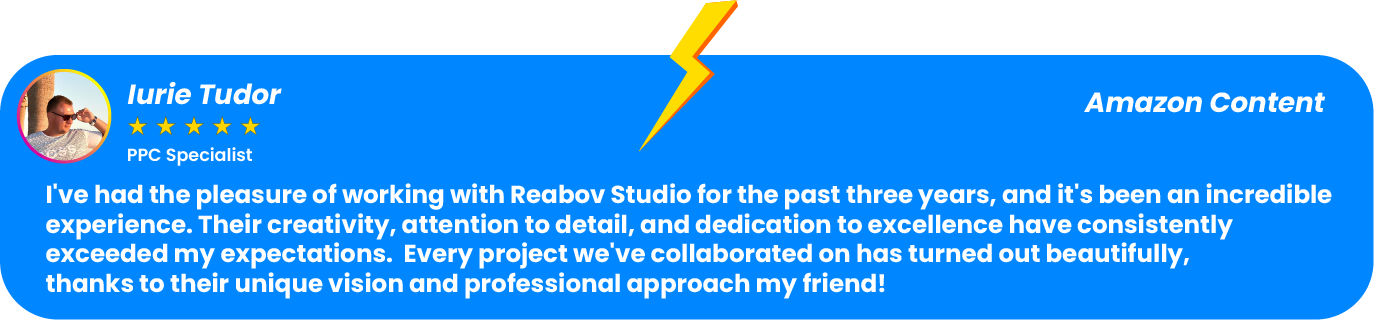 Iurie Tudor
Amazon Content
PPC Specialist
I've had the pleasure of working with Reabov Studio for the past three years, and it's been an incredible
experience. Their creativity, attention to detail, and dedication to excellence have consistently
exceeded my expectations.  Every project we've collaborated on has turned out beautifully,
thanks to their unique vision and professional approach my friend!